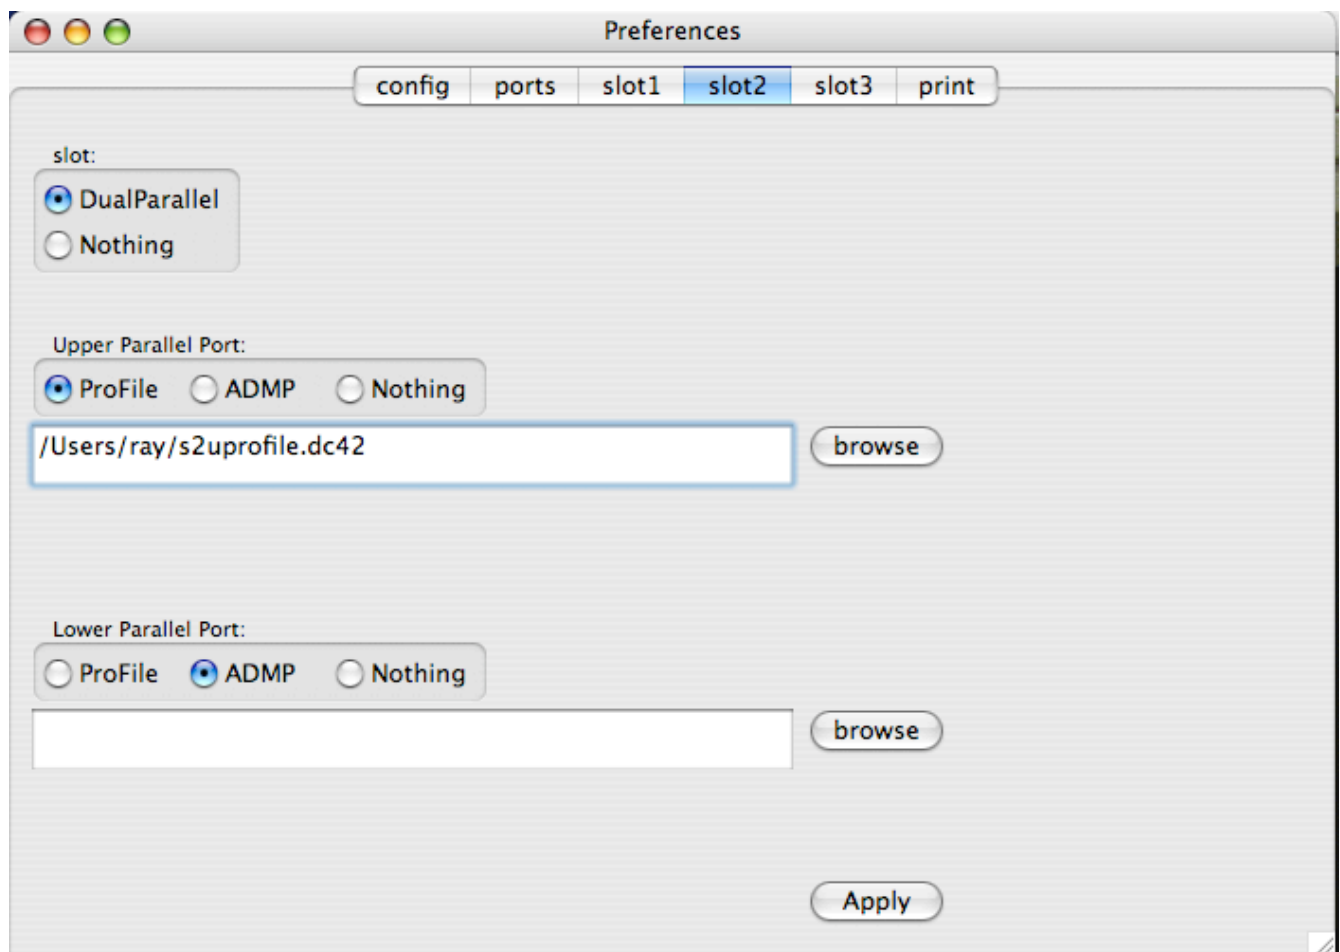 Preferences
config ports slot1 slot2 slot3 print
slot:
DualParallel
Nothing
Upper Parallel Port:
ProFile ADMP Nothing
/Users/ray/s2uprofile.dc42 browse
Lower Parallel Port:
ProFile ADMP Nothing
browse
Apply